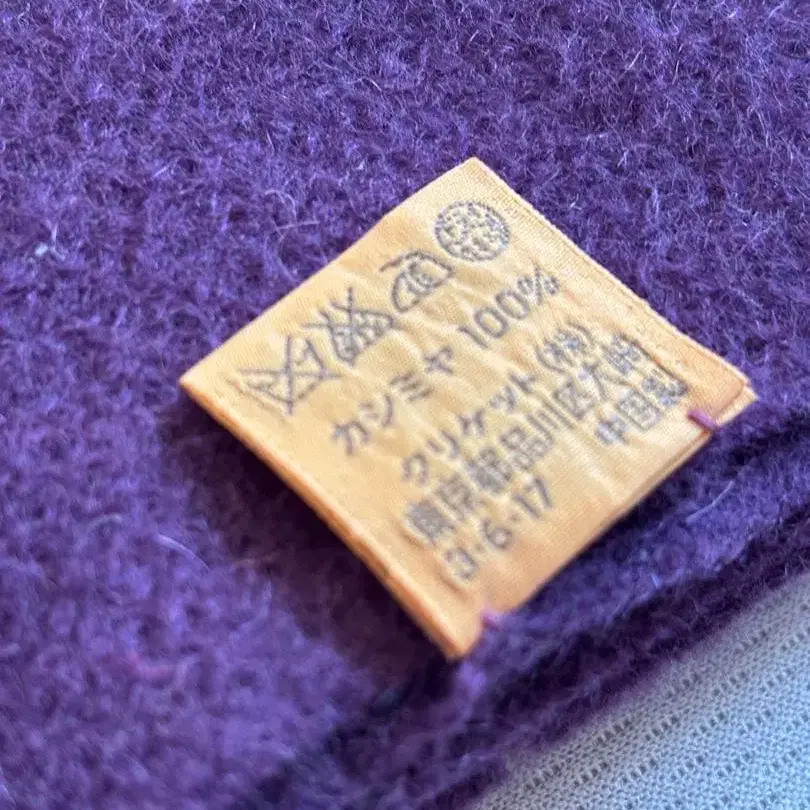 カシミヤ 100%
クリケット(株)
東京都品川区大崎
3-6-17
中国製